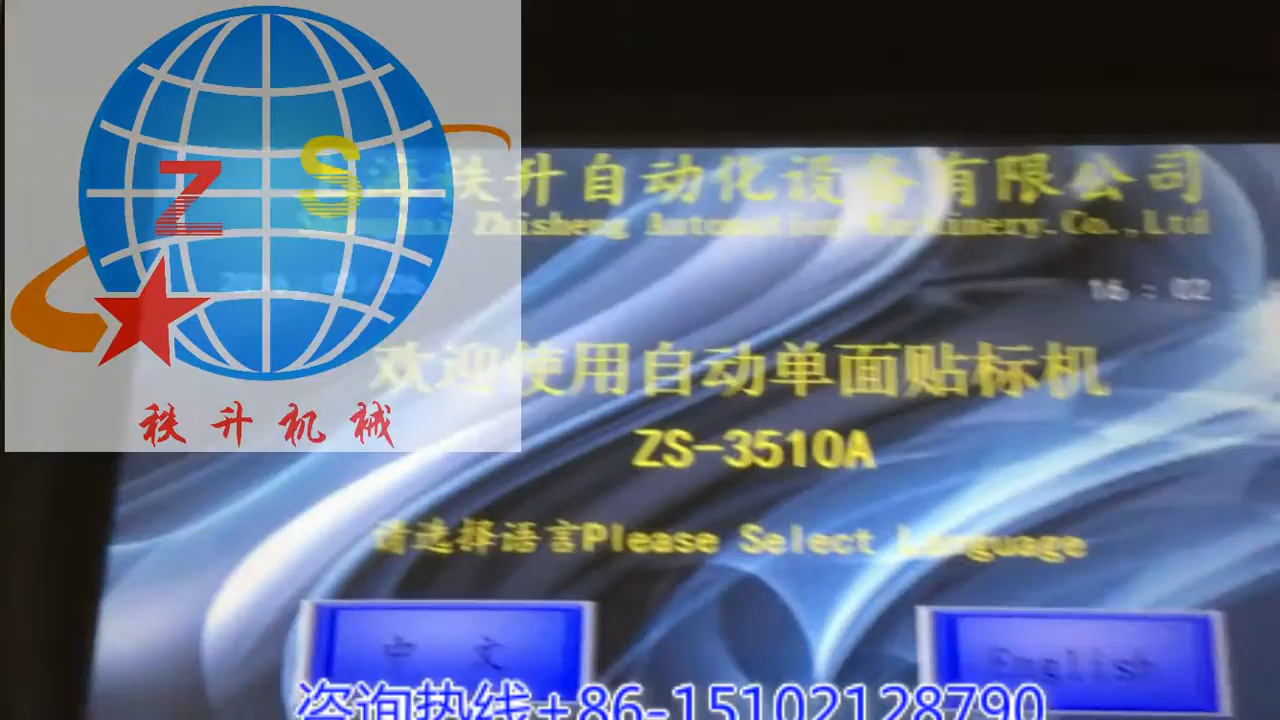 Z S
秩升机械
秩升自动化设备有限公司
Zhisheng Automation Machinery.Co.,Ltd
16 : 02
欢迎使用自动单面贴标机
ZS-3510A
请选择语言Please Select Language
中 文
English
咨询热线+86-15102128790